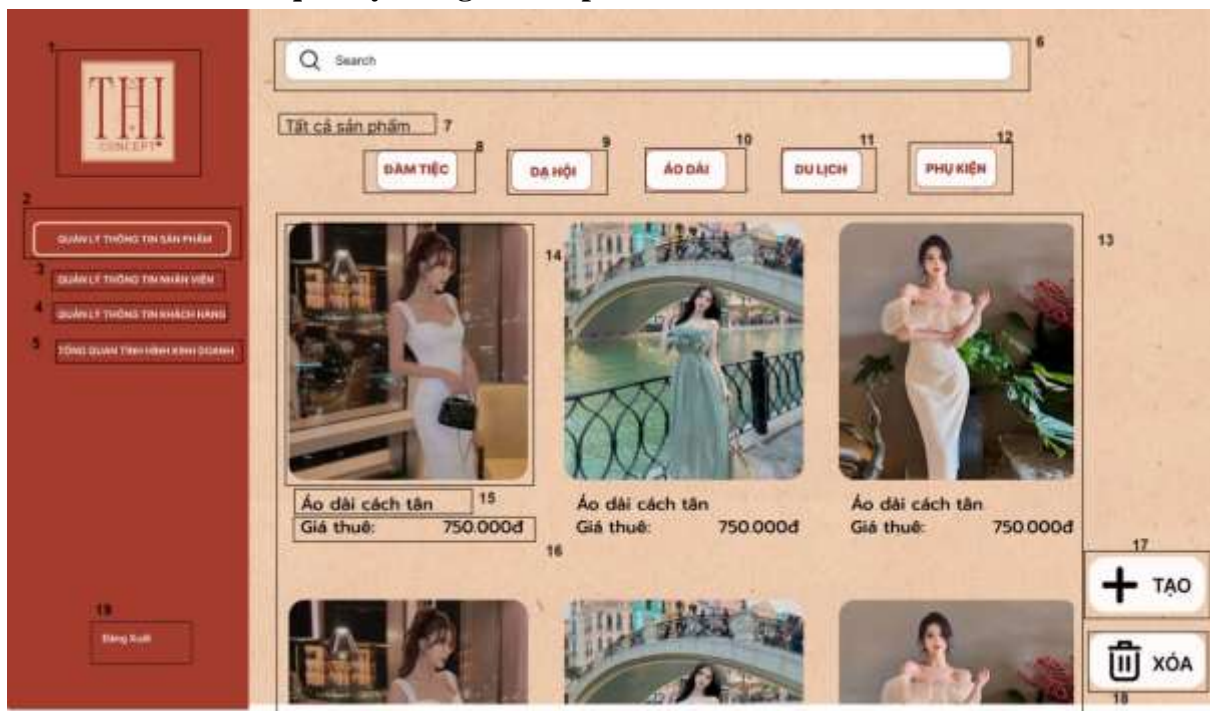 1
THI
CONCEPT
2
QUẢN LÝ THÔNG TIN SẢN PHẨM
3
QUẢN LÝ THÔNG TIN NHÂN VIÊN
4
QUẢN LÝ THÔNG TIN KHÁCH HÀNG
5
TỔNG QUAN TÌNH HÌNH KINH DOANH
19
Đăng Xuất
6
Search
Tất cả sản phẩm 7
8 9 10 11 12
ĐẦM TIỆC DẠ HỘI ÁO DÀI DU LỊCH PHỤ KIỆN
13
14
Áo dài cách tân 15 Áo dài cách tân Áo dài cách tân
Giá thuê: 750.000đ Giá thuê: 750.000đ Giá thuê: 750.000đ
16
17
TẠO
XÓA
18